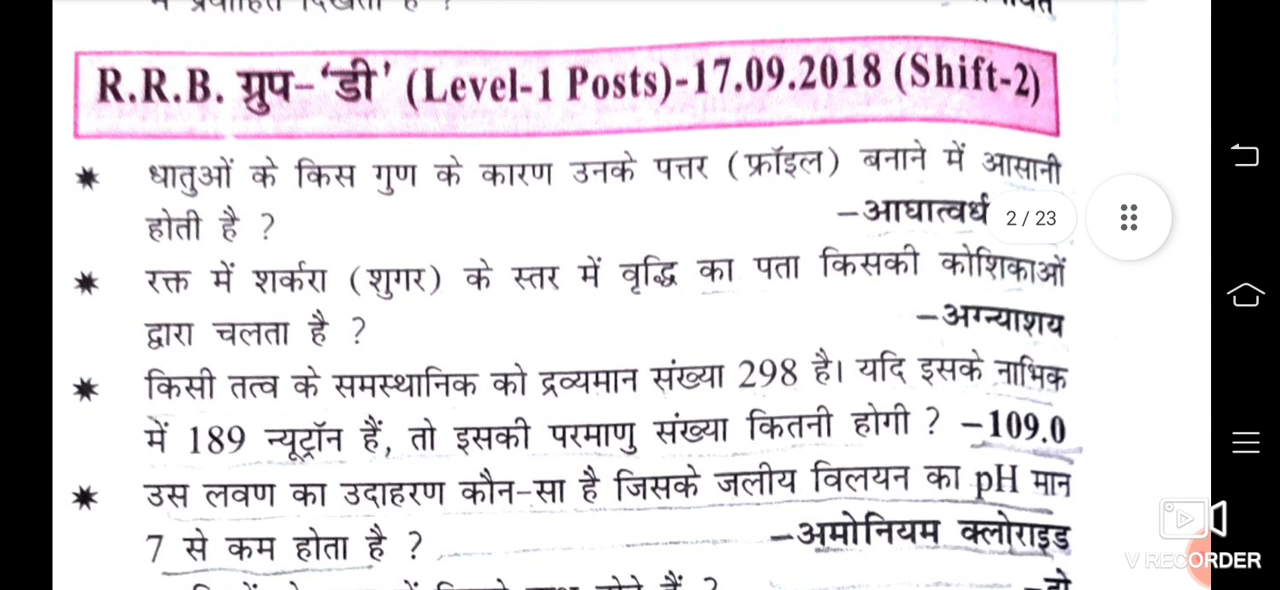 R.R.B. ग्रुप-'डी' (Level-1 Posts)-17.09.2018 (Shift-2)
* धातुओं के किस गुण के कारण उनके पत्तर (फ्रॉइल) बनाने में आसानी
होती है ? -आघात्वर्ध
2 / 23
* रक्त में शर्करा (शुगर) के स्तर में वृद्धि का पता किसकी कोशिकाओं
द्वारा चलता है ? -अग्न्याशय
* किसी तत्व के समस्थानिक को द्रव्यमान संख्या 298 है। यदि इसके नाभिक
में 189 न्यूट्रॉन हैं, तो इसकी परमाणु संख्या कितनी होगी ? -109.0
* उस लवण का उदाहरण कौन-सा है जिसके जलीय विलयन का pH मान
7 से कम होता है ? -अमोनियम क्लोराइड
V RECORDER